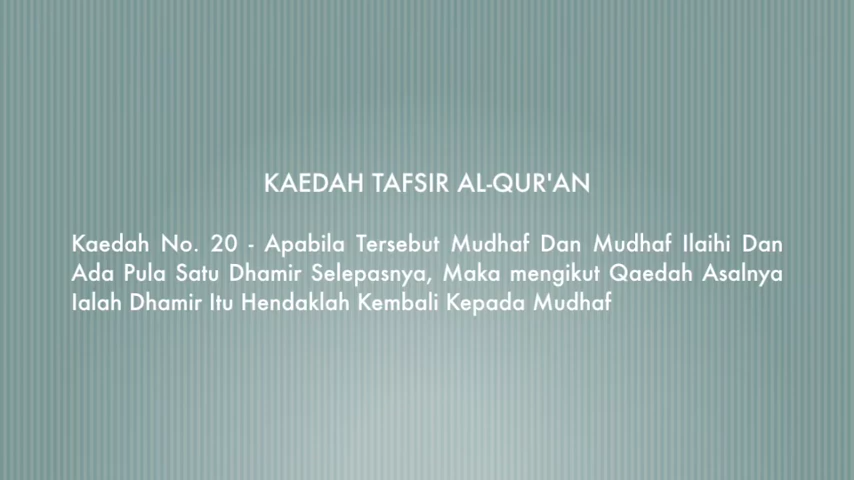 KAEDAH TAFSIR AL-QUR'AN
Kaedah No. 20 - Apabila Tersebut Mudhaf Dan Mudhaf Ilaihi Dan
Ada Pula Satu Dhamir Selepasnya, Maka mengikut Qaedah Asalnya
Ialah Dhamir Itu Hendaklah Kembali Kepada Mudhaf